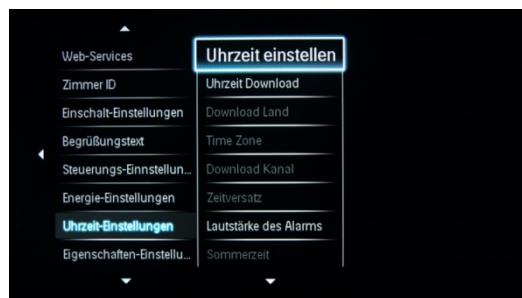 Web-Services
Zimmer ID
Einschalt-Einstellungen
Begrüßungstext
Steuerungs-Einnstellun...
Energie-Einstellungen
Uhrzeit-Einstellungen
Eigenschaften-Einstellu...
Uhrzeit einstellen
Uhrzeit Download
Download Land
Time Zone
Download Kanal
Zeitversatz
Lautstärke des Alarms
Sommerzeit